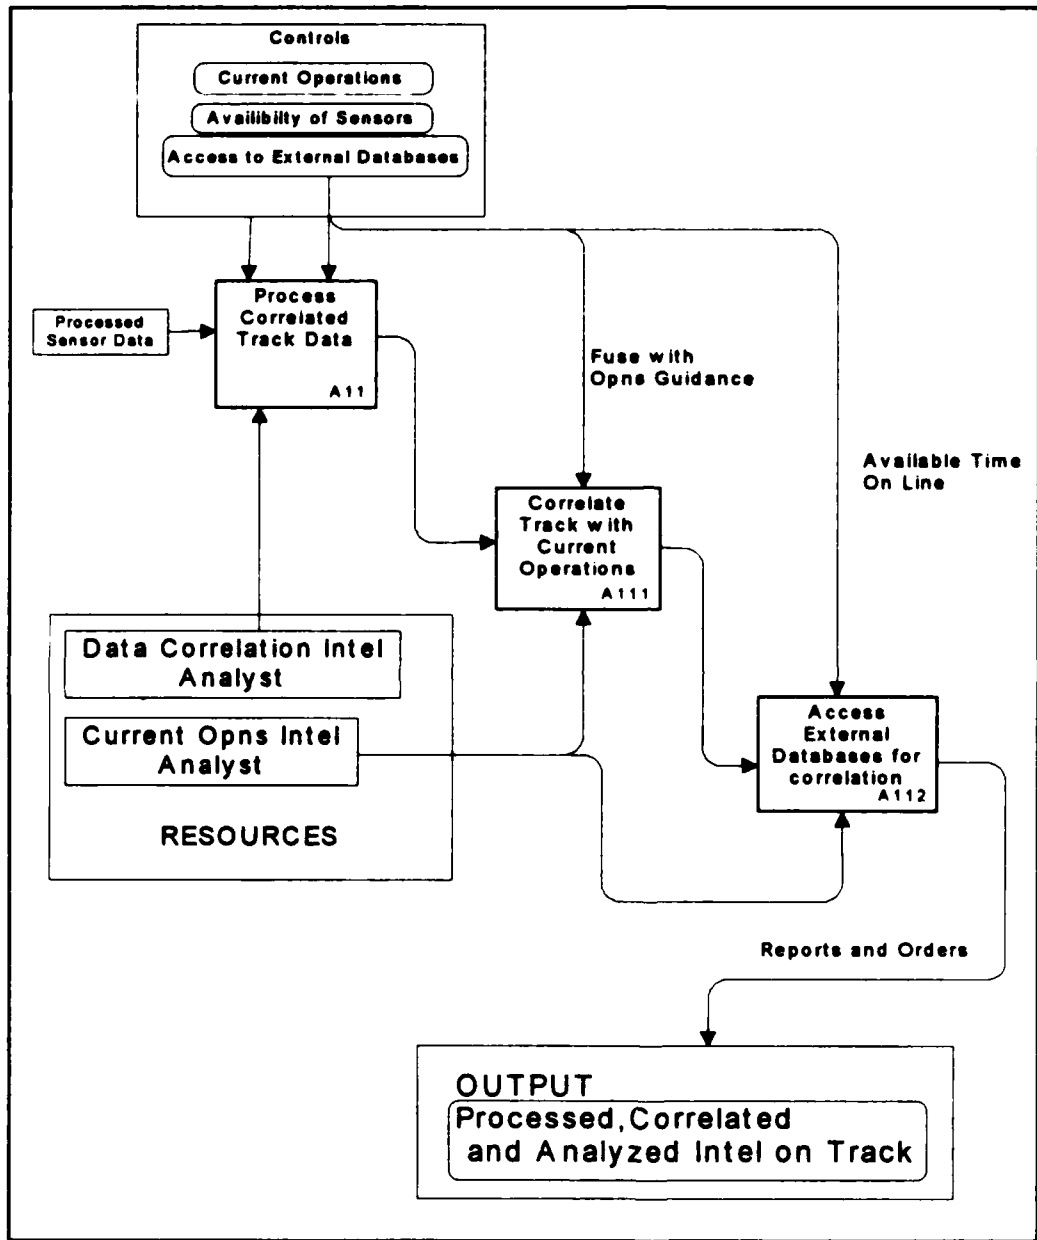 Controls
Current Operations
Availibilty of Sensors
Access to External Databases
Process
Correlated
Track Data
A11
Processed
Sensor Data
Fuse with
Opns Guidance
Available Time
On Line
Correlate
Track with
Current
Operations
A111
Data Correlation Intel
Analyst
Current Opns Intel
Analyst
RESOURCES
Access
External
Databases for
correlation
A112
Reports and Orders
OUTPUT
Processed,Correlated
and Analyzed Intel on Track